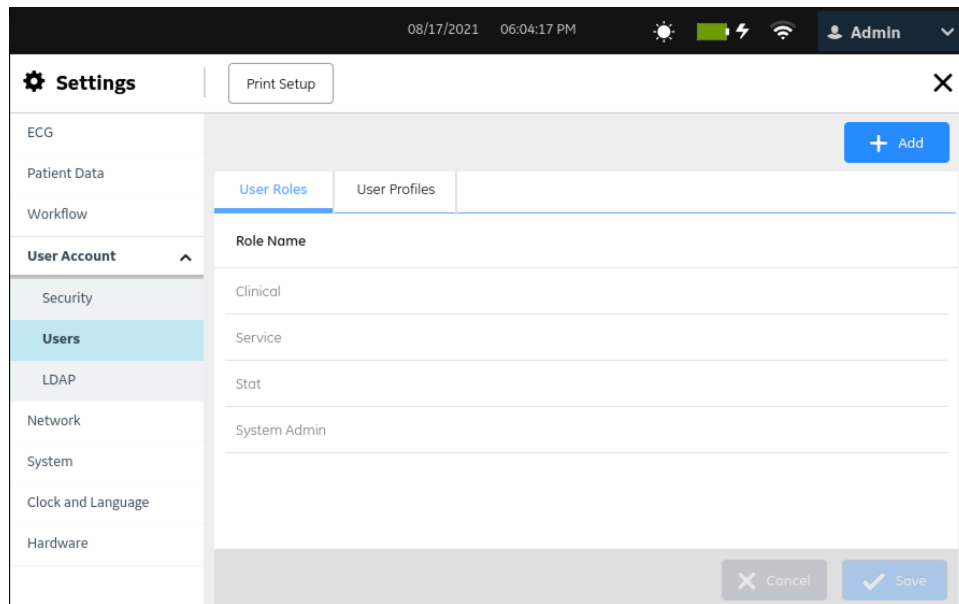 08/17/2021 06:04:17 PM Admin
Settings Print Setup
ECG
Patient Data
Workflow
User Account
Security
Users
LDAP
Network
System
Clock and Language
Hardware
Add
User Roles User Profiles
Role Name
Clinical
Service
Stat
System Admin
Cancel Save